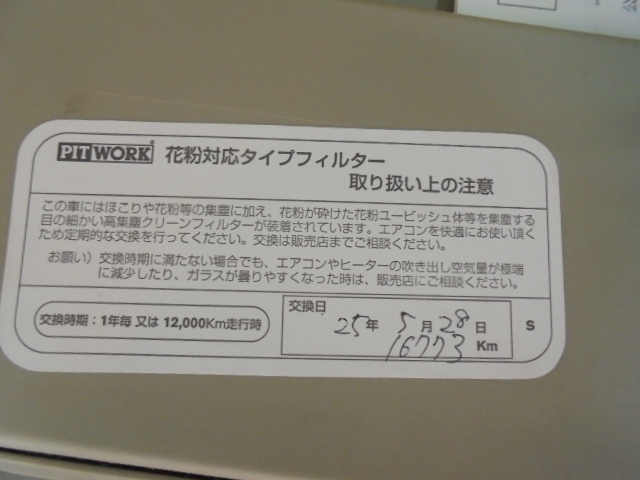 PIT WORK 花粉対応タイプフィルター
取り扱い上の注意
この車にはほこりや花粉等の集塵に加え、花粉が砕けた花粉ユービッシュ体等を集塵する
目の細かい高集塵クリーンフィルターが装着されています。エアコンを快適にお使い頂く
ため定期的な交換を行ってください。交換は販売店までご相談ください。
お願い）交換時期に満たない場合でも、エアコンやヒーターの吹き出し空気量が極端
に減少したり、ガラスが曇りやすくなった時は、販売店にご相談ください。
交換時期：1年毎 又は 12,000Km走行時
交換日
25年 5月28日
16773 Km
S